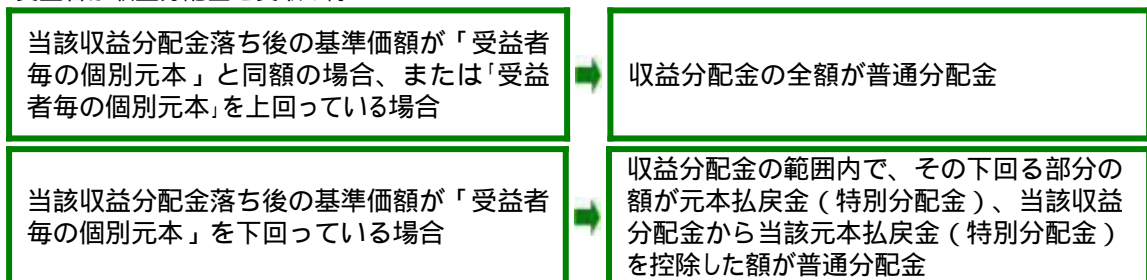 当該収益分配金落ち後の基準価額が「受益者
毎の個別元本」と同額の場合、または「受益
者毎の個別元本」を上回っている場合
収益分配金の全額が普通分配金
当該収益分配金落ち後の基準価額が「受益者
毎の個別元本」を下回っている場合
収益分配金の範囲内で、その下回る部分の
額が元本払戻金(特別分配金)、当該収益
分配金から当該元本払戻金(特別分配金)
を控除した額が普通分配金